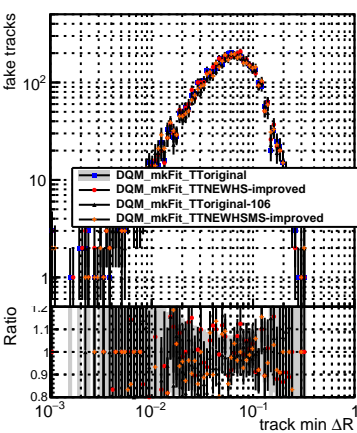 fake tracks
10²
10
1
DQM_mkFit_TToriginal
DQM_mkFit_TTNEWHS-improved
DQM_mkFit_TToriginal-106
DQM_mkFit_TTNEWHSMS-improved
Ratio
1.2
1.1
1
0.9
0.8
10⁻³ 10⁻² 10⁻¹ 1
track min ΔR